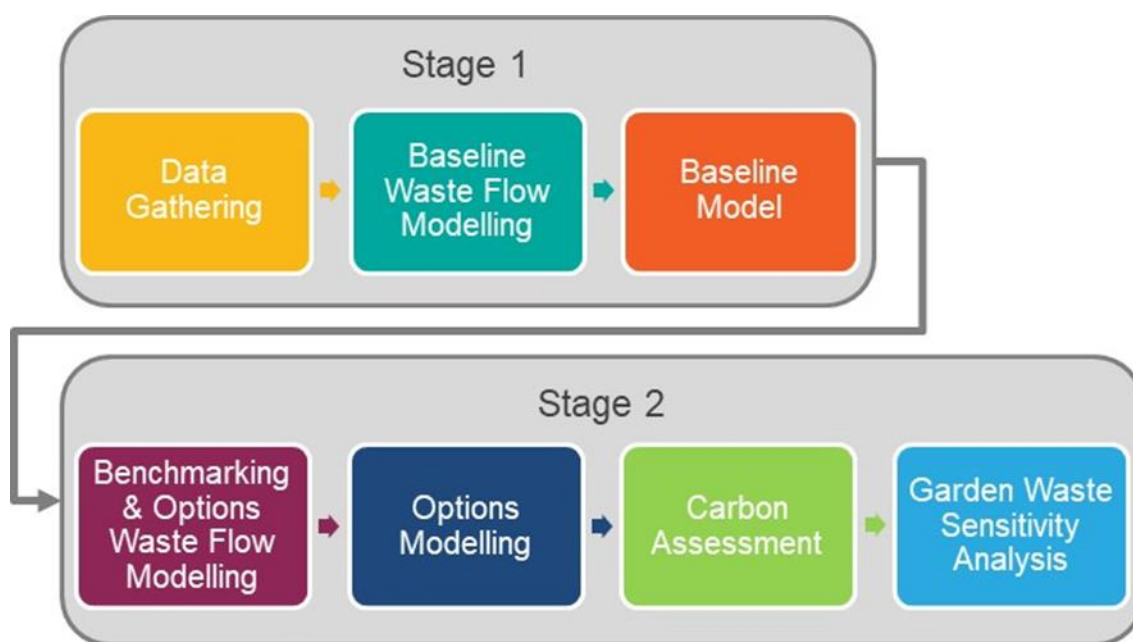 Stage 1
Data
Gathering
Baseline
Waste Flow
Modelling
Baseline
Model
Stage 2
Benchmarking
& Options
Waste Flow
Modelling
Options
Modelling
Carbon
Assessment
Garden Waste
Sensitivity
Analysis